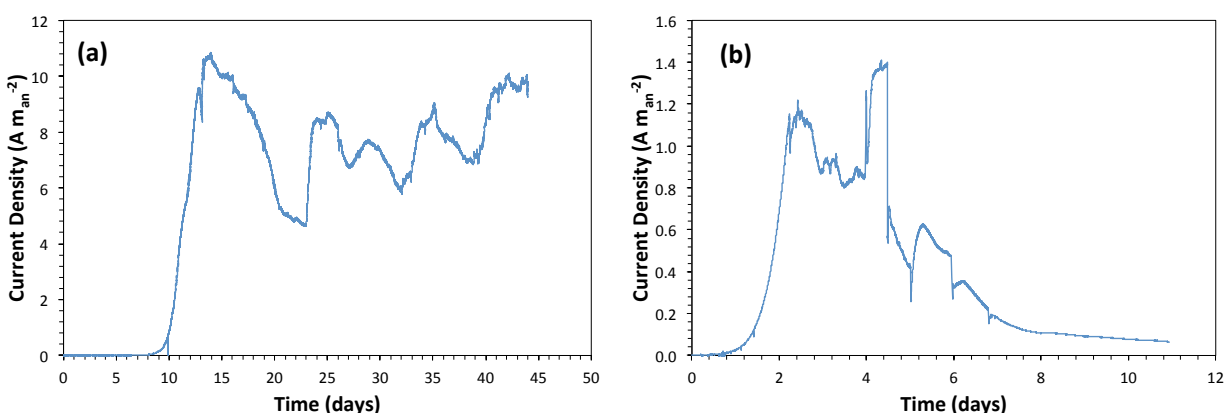 (a)
Current Density (A m_an^-2)
12
10
8
6
4
2
0
0 5 10 15 20 25 30 35 40 45 50
Time (days)
(b)
Current Density (A m_an^-2)
1.6
1.4
1.2
1.0
0.8
0.6
0.4
0.2
0.0
0 2 4 6 8 10 12
Time (days)